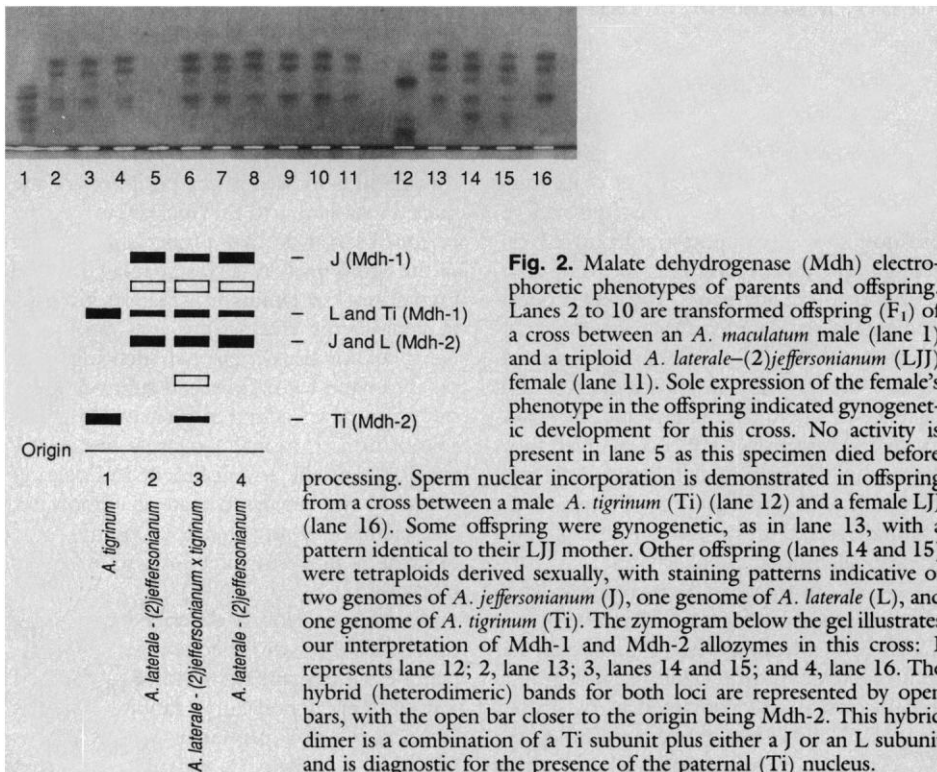 1 2 3 4 5 6 7 8 9 10 11 12 13 14 15 16
J (Mdh-1)
L and Ti (Mdh-1)
J and L (Mdh-2)
Ti (Mdh-2)
Origin
1 2 3 4
A. tigrinum
A. laterale - (2)jeffersonianum
A. laterale - (2)jeffersonianum x tigrinum
A. laterale - (2)jeffersonianum
Fig. 2. Malate dehydrogenase (Mdh) electro-
phoretic phenotypes of parents and offspring.
Lanes 2 to 10 are transformed offspring (F₁) of
a cross between an A. maculatum male (lane 1)
and a triploid A. laterale–(2)jeffersonianum (LJJ)
female (lane 11). Sole expression of the female's
phenotype in the offspring indicated gynogenet-
ic development for this cross. No activity is
present in lane 5 as this specimen died before
processing. Sperm nuclear incorporation is demonstrated in offspring
from a cross between a male A. tigrinum (Ti) (lane 12) and a female LJJ
(lane 16). Some offspring were gynogenetic, as in lane 13, with a
pattern identical to their LJJ mother. Other offspring (lanes 14 and 15)
were tetraploids derived sexually, with staining patterns indicative o
two genomes of A. jeffersonianum (J), one genome of A. laterale (L), and
one genome of A. tigrinum (Ti). The zymogram below the gel illustrates
our interpretation of Mdh-1 and Mdh-2 allozymes in this cross: 1
represents lane 12; 2, lane 13; 3, lanes 14 and 15; and 4, lane 16. The
hybrid (heterodimeric) bands for both loci are represented by open
bars, with the open bar closer to the origin being Mdh-2. This hybrid
dimer is a combination of a Ti subunit plus either a J or an L subunit
and is diagnostic for the presence of the paternal (Ti) nucleus.